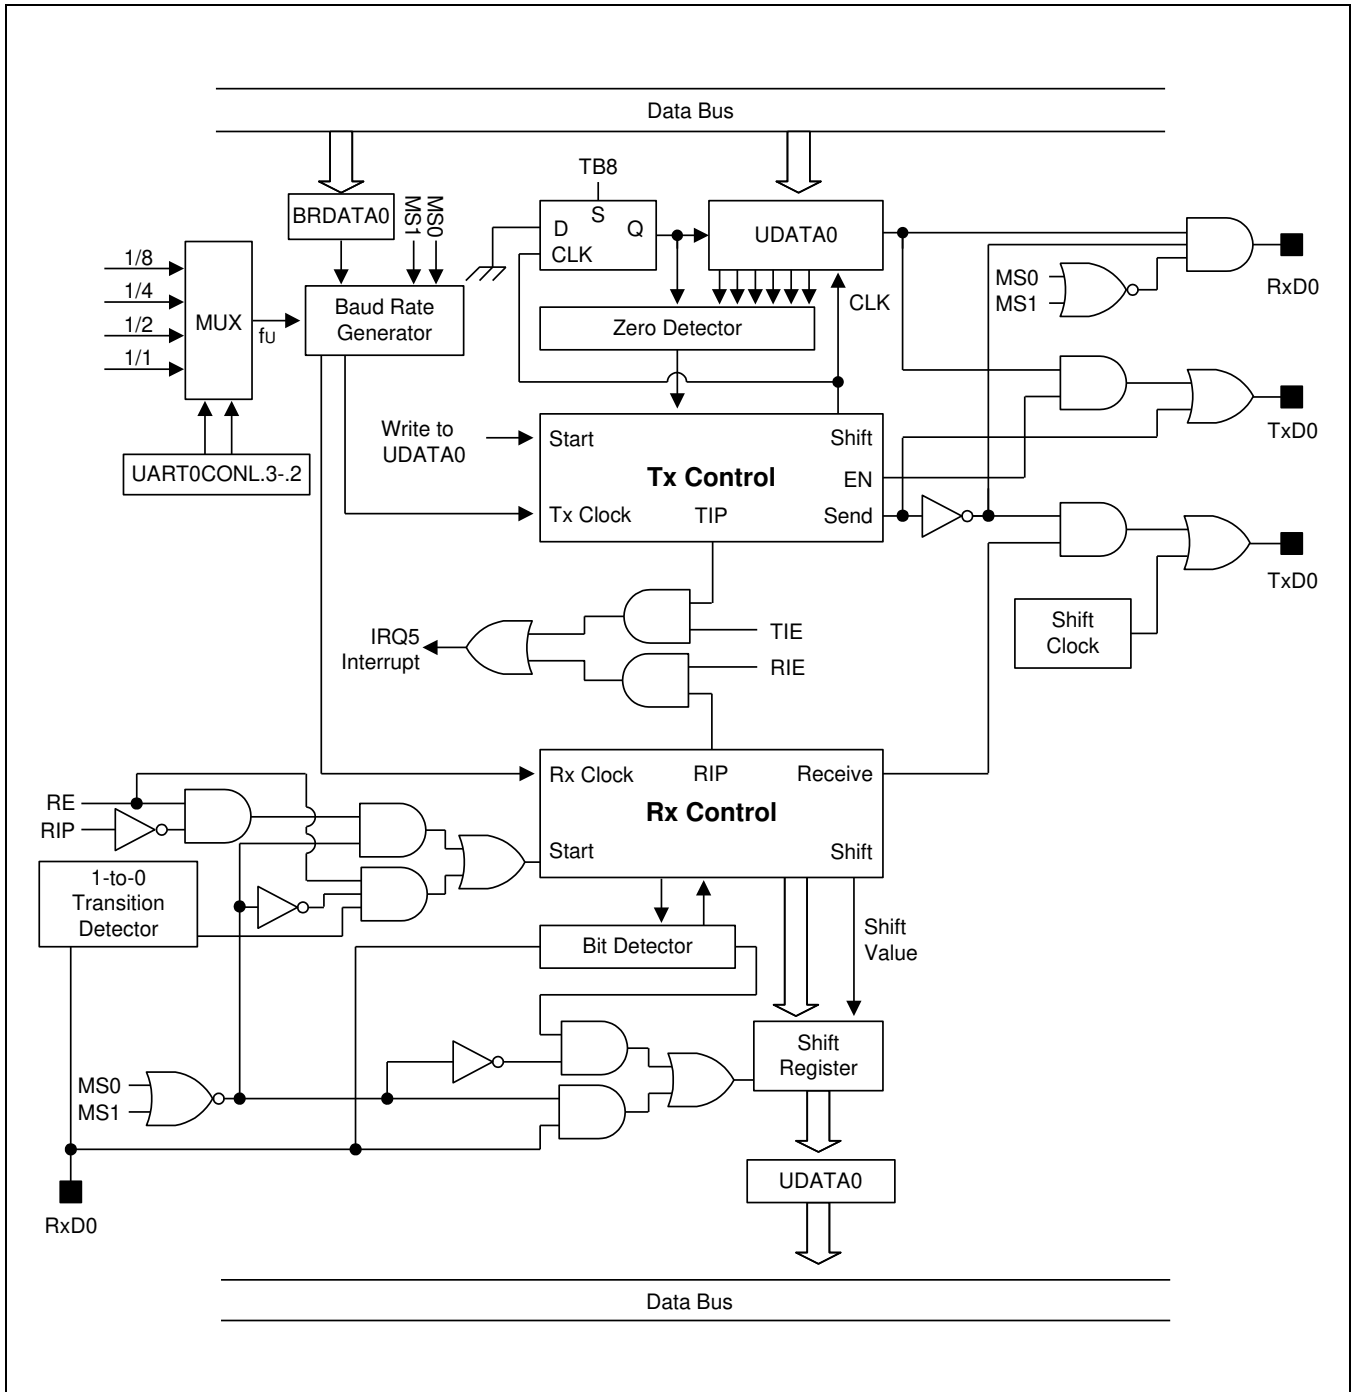 Data Bus
TB8
BRDATA0
MS1
MS0
D
S
Q
CLK
UDATA0
1/8
1/4
1/2
1/1
MUX
fU
Baud Rate
Generator
Zero Detector
CLK
MS0
MS1
RxD0
UART0CONL.3-.2
Write to
UDATA0
Start
Shift
Tx Control
EN
Tx Clock
TIP
Send
TxD0
TxD0
Shift
Clock
IRQ5
Interrupt
TIE
RIE
RE
RIP
Rx Clock
RIP
Receive
Rx Control
Start
Shift
1-to-0
Transition
Detector
Bit Detector
Shift
Value
Shift
Register
MS0
MS1
UDATA0
RxD0
Data Bus